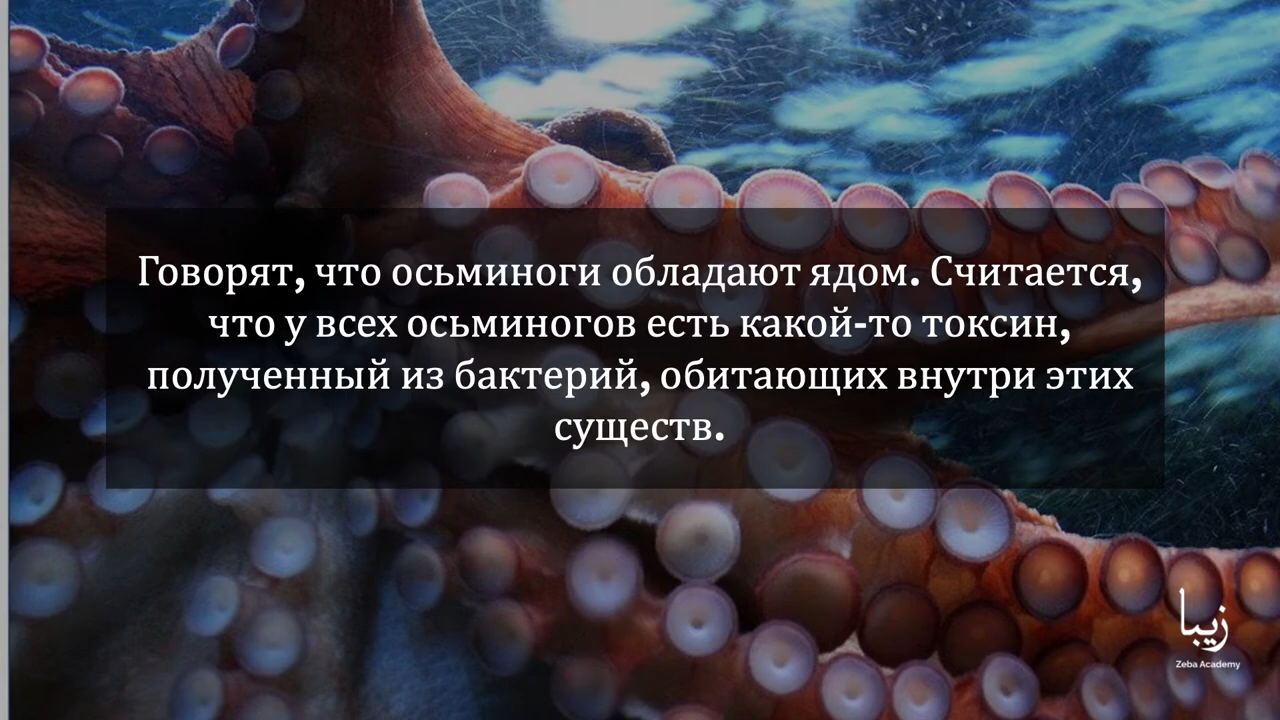 Говорят, что осьминоги обладают ядом. Считается,
что у всех осьминогов есть какой-то токсин,
полученный из бактерий, обитающих внутри этих
существ.
زيبا
Zeba Academy